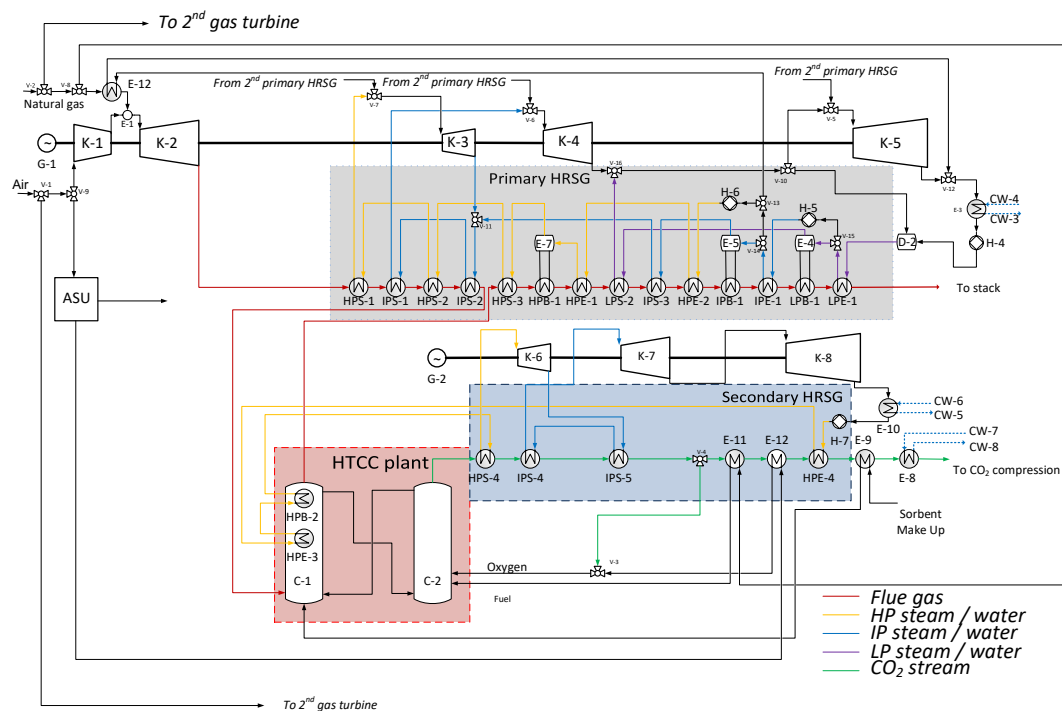 To 2nd gas turbine
V-2
V-8
E-12
Natural gas
E-1
From 2nd primary HRSG
From 2nd primary HRSG
From 2nd primary HRSG
V-7
V-6
V-5
K-1
K-2
K-3
K-4
K-5
G-1
Air
V-1
V-9
V-16
V-10
V-12
Primary HRSG
CW-4
E-3
CW-3
H-6
V-13
H-5
V-11
E-7
E-5
V-14
E-4
V-15
D-2
H-4
ASU
HPS-1
IPS-1
HPS-2
IPS-2
HPS-3
HPB-1
HPE-1
LPS-2
IPS-3
HPE-2
IPB-1
IPE-1
LPB-1
LPE-1
To stack
G-2
K-6
K-7
K-8
Secondary HRSG
CW-6
CW-5
E-10
H-7
CW-7
CW-8
HTCC plant
HPS-4
IPS-4
IPS-5
V-4
E-11
E-12
HPE-4
E-9
E-8
To CO2 compression
HPB-2
HPE-3
Sorbent
Make Up
C-1
C-2
Oxygen
V-3
Fuel
Flue gas
HP steam / water
IP steam / water
LP steam / water
CO2 stream
To 2nd gas turbine